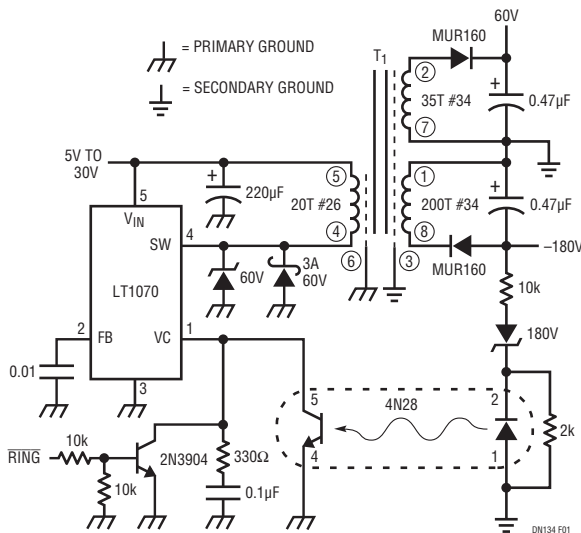 = PRIMARY GROUND
= SECONDARY GROUND
T1
MUR160
60V
2
+
35T #34
0.47µF
7
5V TO
30V
5
+
220µF
5
20T #26
1
200T #34
+
0.47µF
VIN
SW
4
4
8
–180V
LT1070
60V
3A
60V
6
3
MUR160
10k
2
FB
VC
1
180V
0.01
3
5
4N28
2
2k
RING
10k
2N3904
330Ω
4
1
10k
0.1µF
DN134 F01